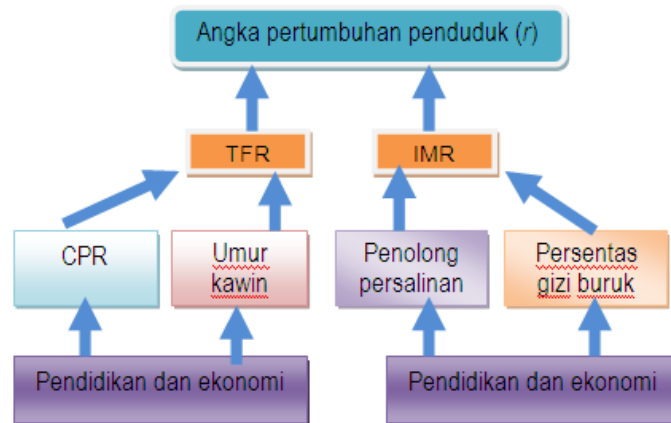 Angka pertumbuhan penduduk (r)
TFR
IMR
CPR
Umur
kawin
Penolong
persalinan
Persentas
gizi buruk
Pendidikan dan ekonomi
Pendidikan dan ekonomi